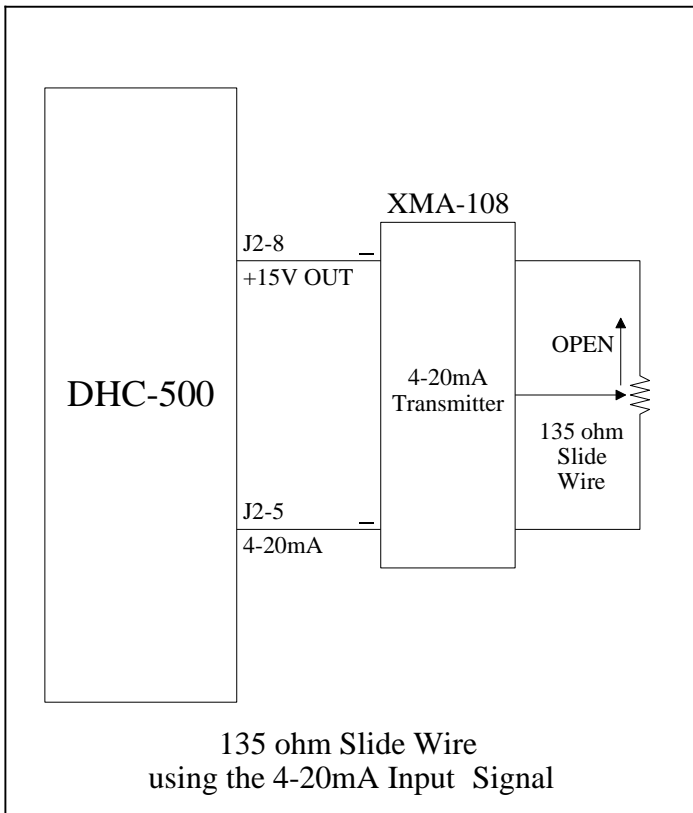 XMA-108
J2-8
+15V OUT
–
OPEN
DHC-500
4-20mA
Transmitter
135 ohm
Slide
Wire
J2-5
4-20mA
–
135 ohm Slide Wire
using the 4-20mA Input Signal